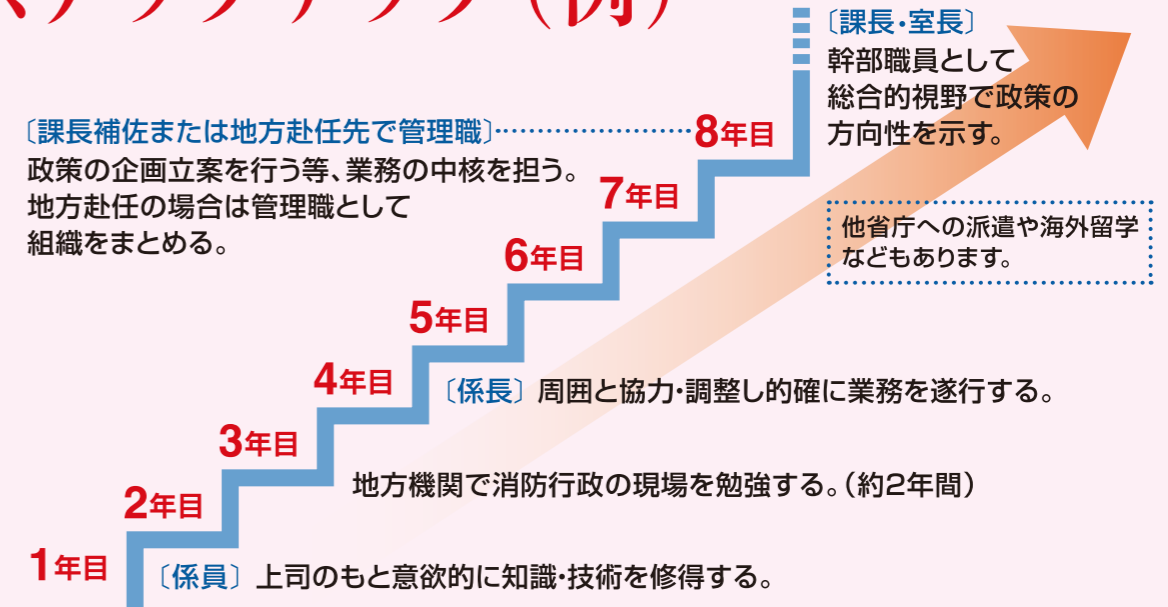 ステップアップ（例）
〔課長・室長〕
幹部職員として
総合的視野で政策の
方向性を示す。
〔課長補佐または地方赴任先で管理職〕
政策の企画立案を行う等、業務の中核を担う。
地方赴任の場合は管理職として
組織をまとめる。
8年目
7年目
他省庁への派遣や海外留学
などもあります。
6年目
5年目
4年目
〔係長〕周囲と協力・調整し的確に業務を遂行する。
3年目
地方機関で消防行政の現場を勉強する。（約2年間）
2年目
1年目
〔係員〕上司のもと意欲的に知識・技術を修得する。